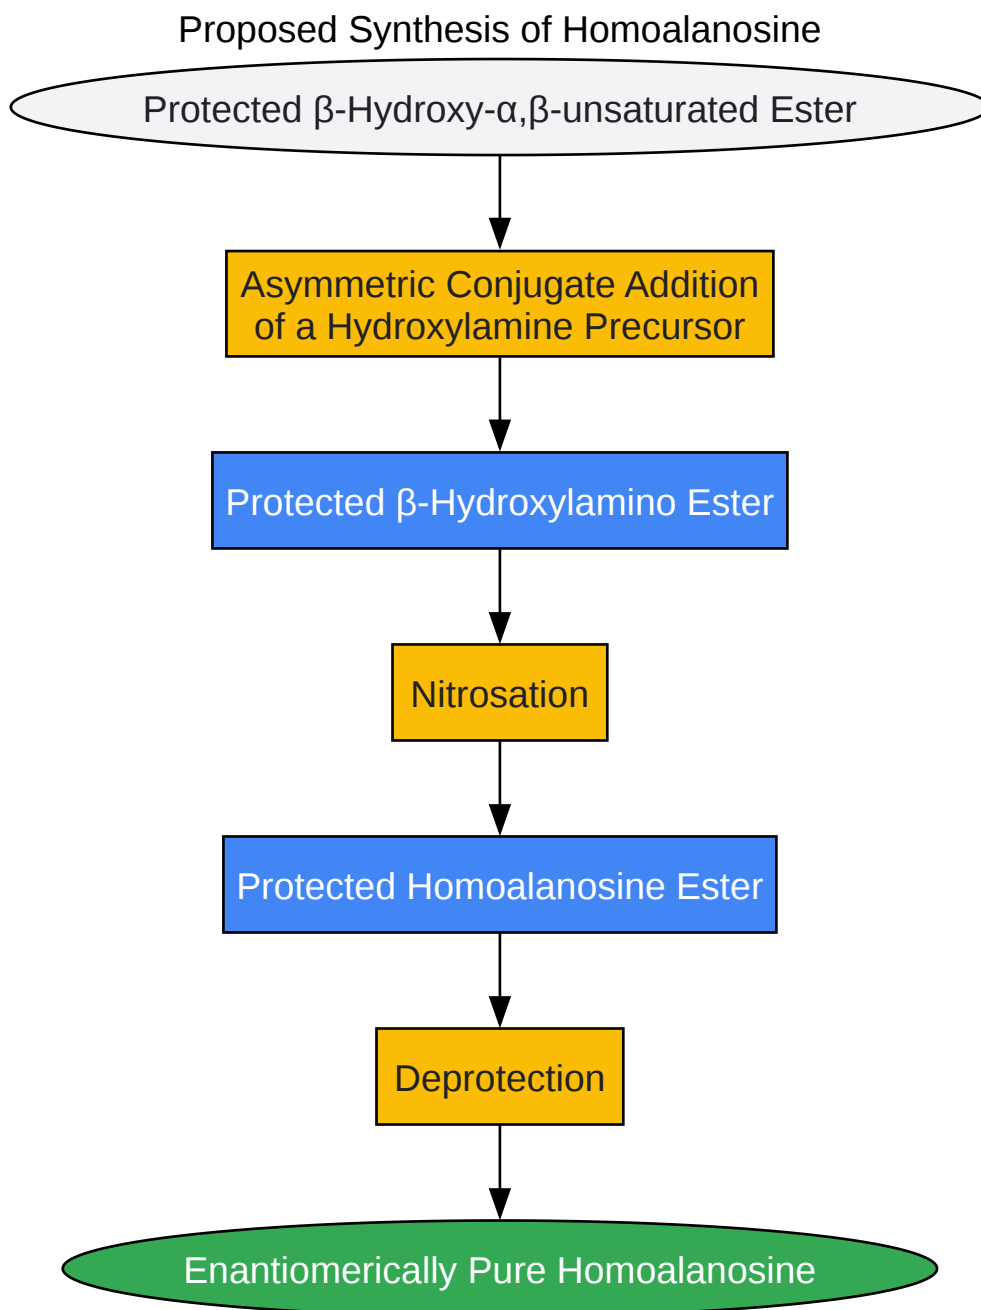 Proposed Synthesis of Homoalanosine
Protected β-Hydroxy-α,β-unsaturated Ester
Asymmetric Conjugate Addition
of a Hydroxylamine Precursor
Protected β-Hydroxylamino Ester
Nitrosation
Protected Homoalanosine Ester
Deprotection
Enantiomerically Pure Homoalanosine